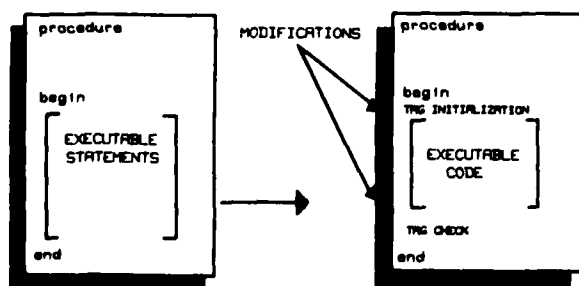 procedure
begin
EXECUTABLE
STATEMENTS
end
MODIFICATIONS
procedure
begin
TAG INITIALIZATION
EXECUTABLE
CODE
TAG CHECK
end